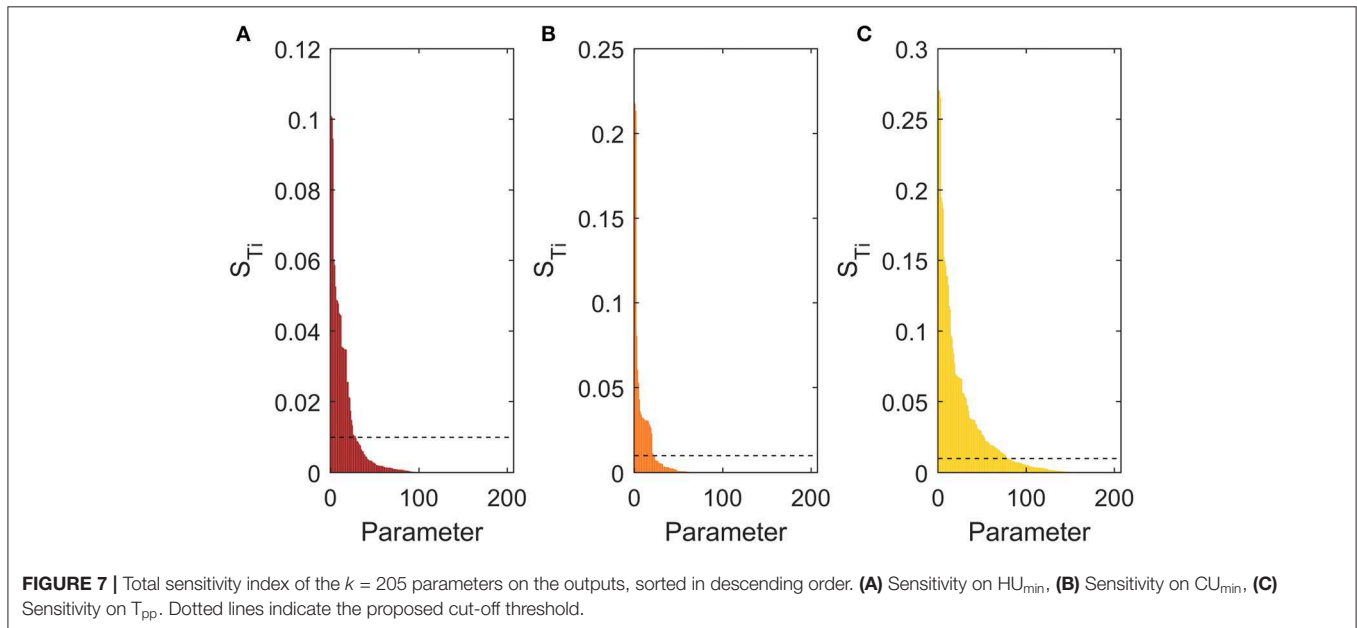 A
0.12
0.1
0.08
0.06
0.04
0.02
0
S_Ti
0 100 200
Parameter
B
0.25
0.2
0.15
0.1
0.05
0
S_Ti
0 100 200
Parameter
C
0.3
0.25
0.2
0.15
0.1
0.05
0
S_Ti
0 100 200
Parameter
FIGURE 7 | Total sensitivity index of the k = 205 parameters on the outputs, sorted in descending order. (A) Sensitivity on HU_min, (B) Sensitivity on CU_min, (C)
Sensitivity on T_pp. Dotted lines indicate the proposed cut-off threshold.